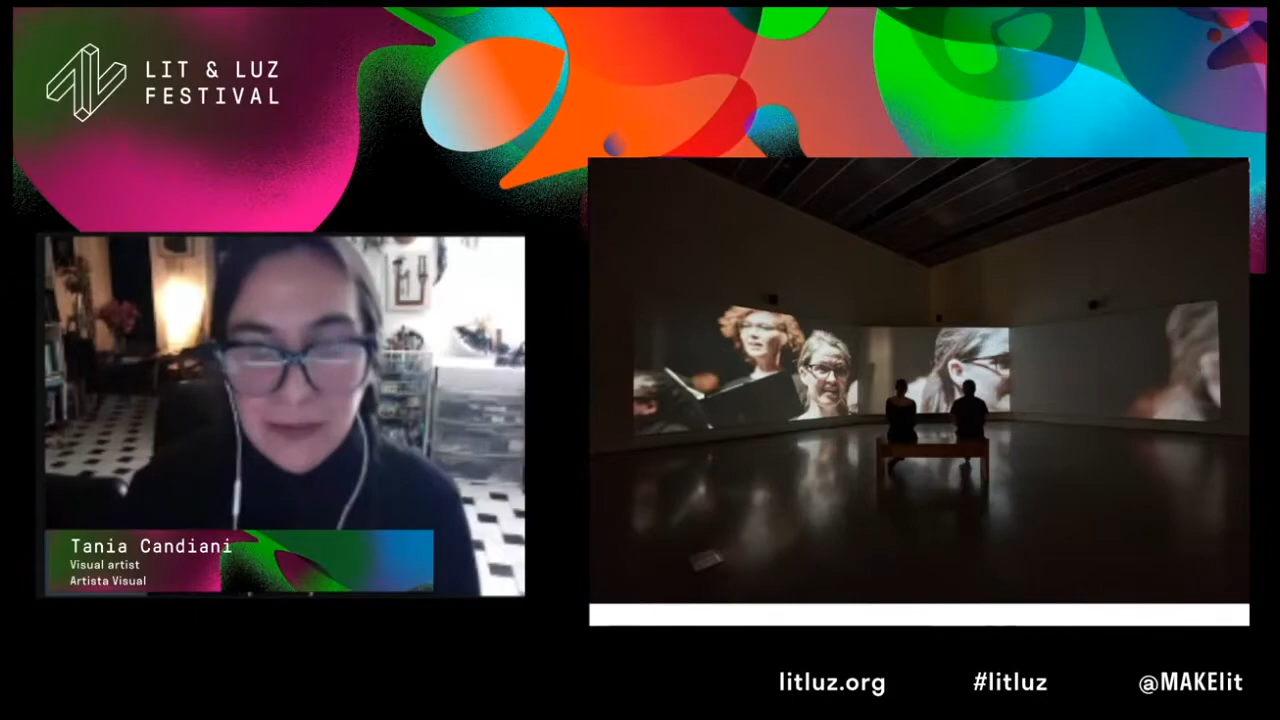 LIT & LUZ
FESTIVAL
Tania Candiani
Visual artist
Artista Visual
litluz.org
#litluz
@MAKElit